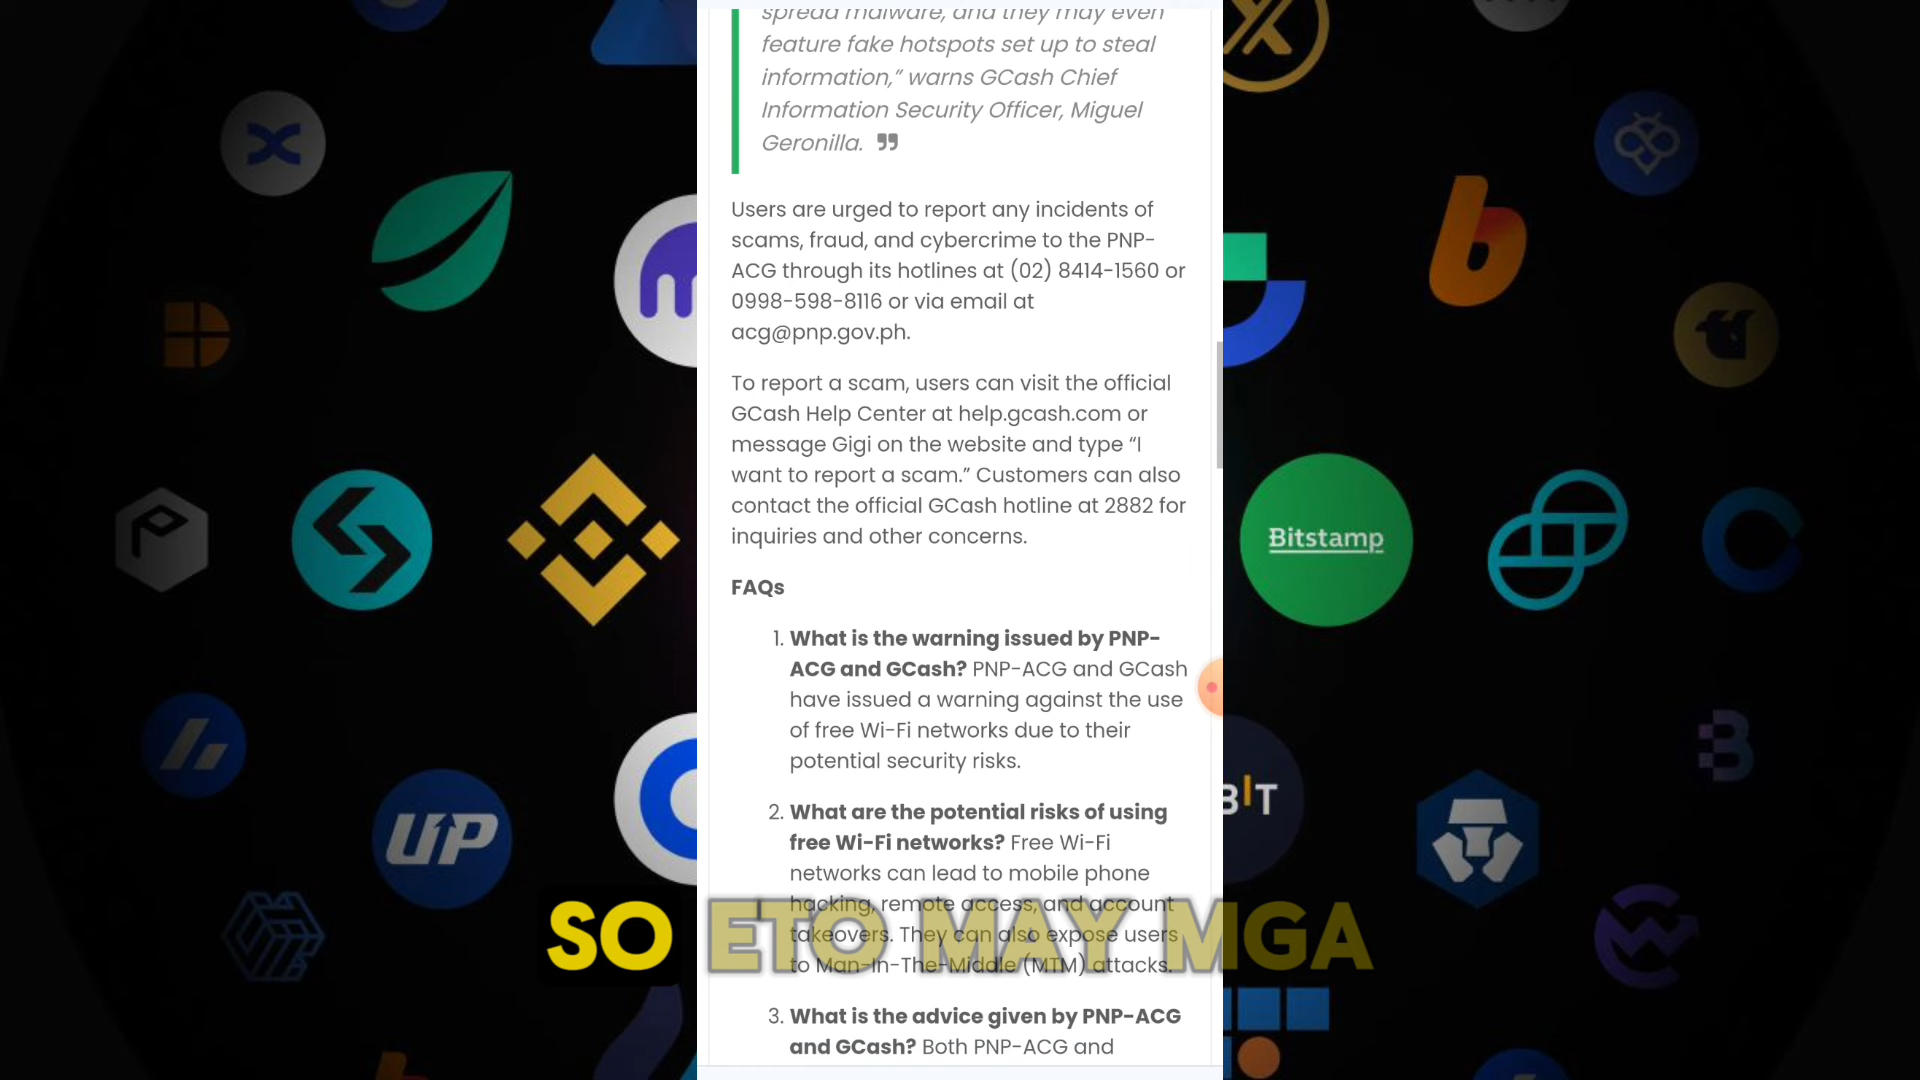 spread malware, and they may even
feature fake hotspots set up to steal
information,” warns GCash Chief
Information Security Officer, Miguel
Geronilla. ”
Users are urged to report any incidents of
scams, fraud, and cybercrime to the PNP-
ACG through its hotlines at (02) 8414-1560 or
0998-598-8116 or via email at
acg@pnp.gov.ph.
To report a scam, users can visit the official
GCash Help Center at help.gcash.com or
message Gigi on the website and type “I
want to report a scam.” Customers can also
contact the official GCash hotline at 2882 for
inquiries and other concerns.
FAQs
1. What is the warning issued by PNP-
ACG and GCash? PNP-ACG and GCash
have issued a warning against the use
of free Wi-Fi networks due to their
potential security risks.
2. What are the potential risks of using
free Wi-Fi networks? Free Wi-Fi
networks can lead to mobile phone
hacking, remote access, and account
takeovers. They can also expose users
to Man-In-The-Middle (MTM) attacks.
3. What is the advice given by PNP-ACG
and GCash? Both PNP-ACG and
SO ETO MAY MGA
Bitstamp
UP
BIT